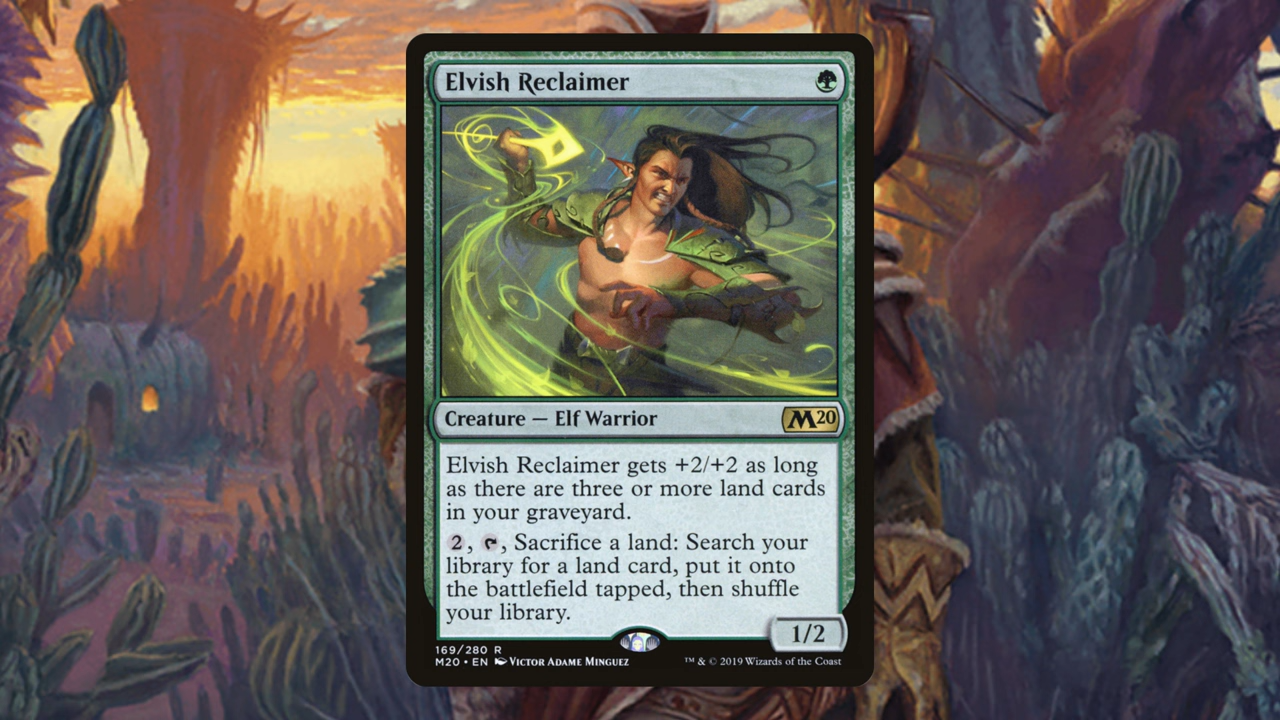 Elvish Reclaimer
Creature — Elf Warrior
M20
Elvish Reclaimer gets +2/+2 as long
as there are three or more land cards
in your graveyard.
2, , Sacrifice a land: Search your
library for a land card, put it onto
the battlefield tapped, then shuffle
your library.
1/2
169/280 R
M20 • EN VICTOR ADAME MINGUEZ
™ & © 2019 Wizards of the Coast